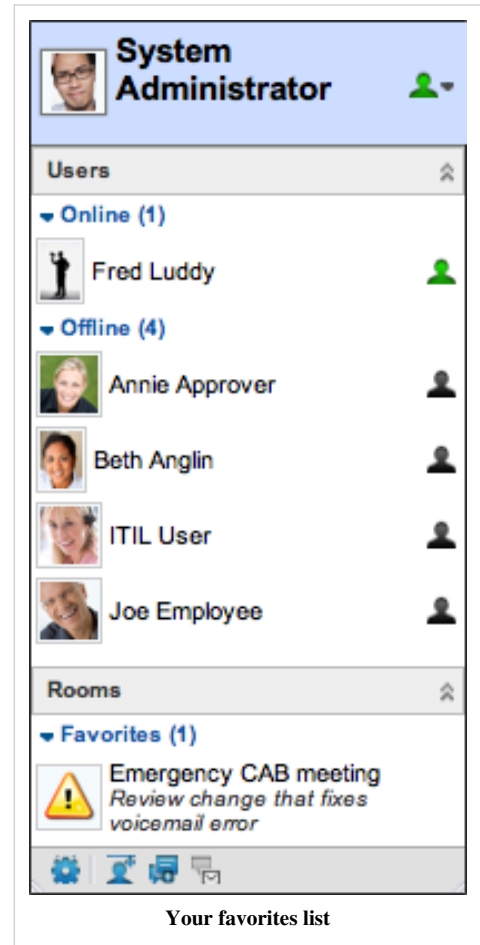 System
Administrator
Users
Online (1)
Fred Luddy
Offline (4)
Annie Approver
Beth Anglin
ITIL User
Joe Employee
Rooms
Favorites (1)
Emergency CAB meeting
Review change that fixes
voicemail error
Your favorites list